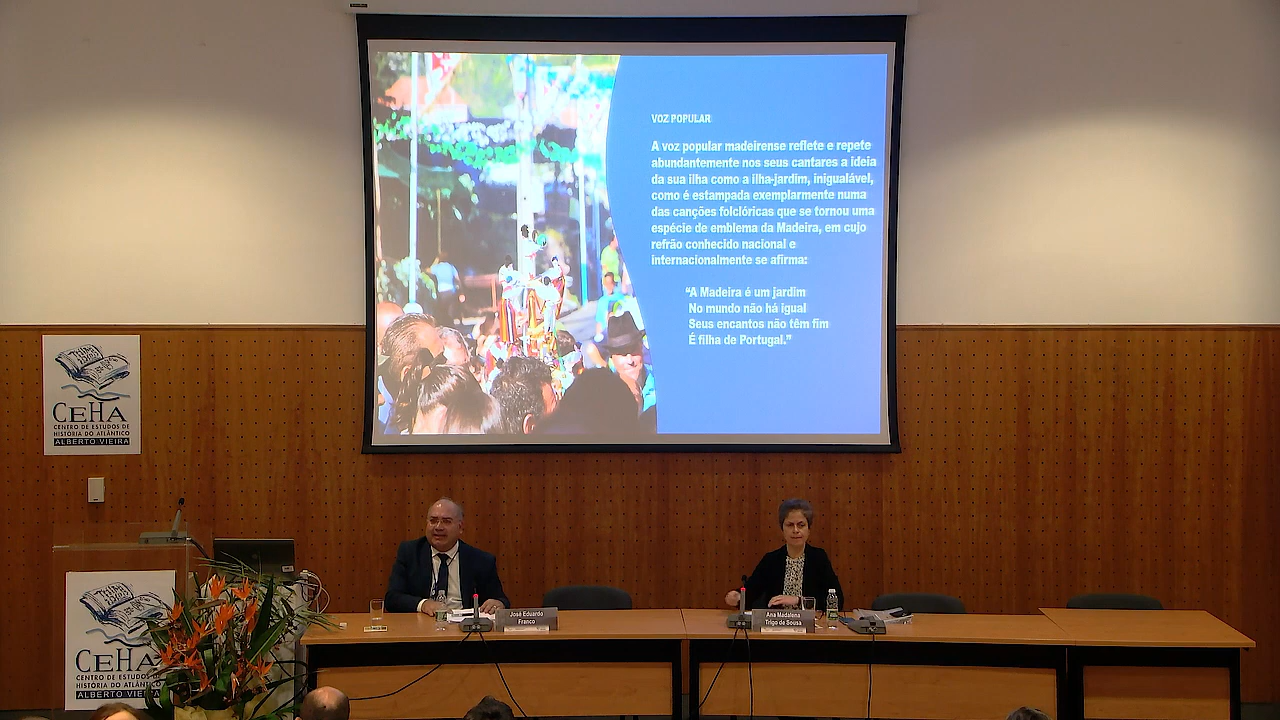 VOZ POPULAR
A voz popular madeirense reflete e repete
abundantemente nos seus cantares a ideia
da sua ilha como a ilha-jardim, inigualável,
como é estampada exemplarmente numa
das canções folclóricas que se tornou uma
espécie de emblema da Madeira, em cujo
refrão conhecido nacional e
internacionalmente se afirma:
“A Madeira é um jardim
No mundo não há igual
Seus encantos não têm fim
É filha de Portugal.”
CEHA
CENTRO DE ESTUDOS DE
HISTÓRIA DO ATLÂNTICO
ALBERTO VIEIRA
José Eduardo
Franco
Ana Madalena
Trigo de Sousa
CEHA
CENTRO DE ESTUDOS DE
HISTÓRIA DO ATLÂNTICO
ALBERTO VIEIRA